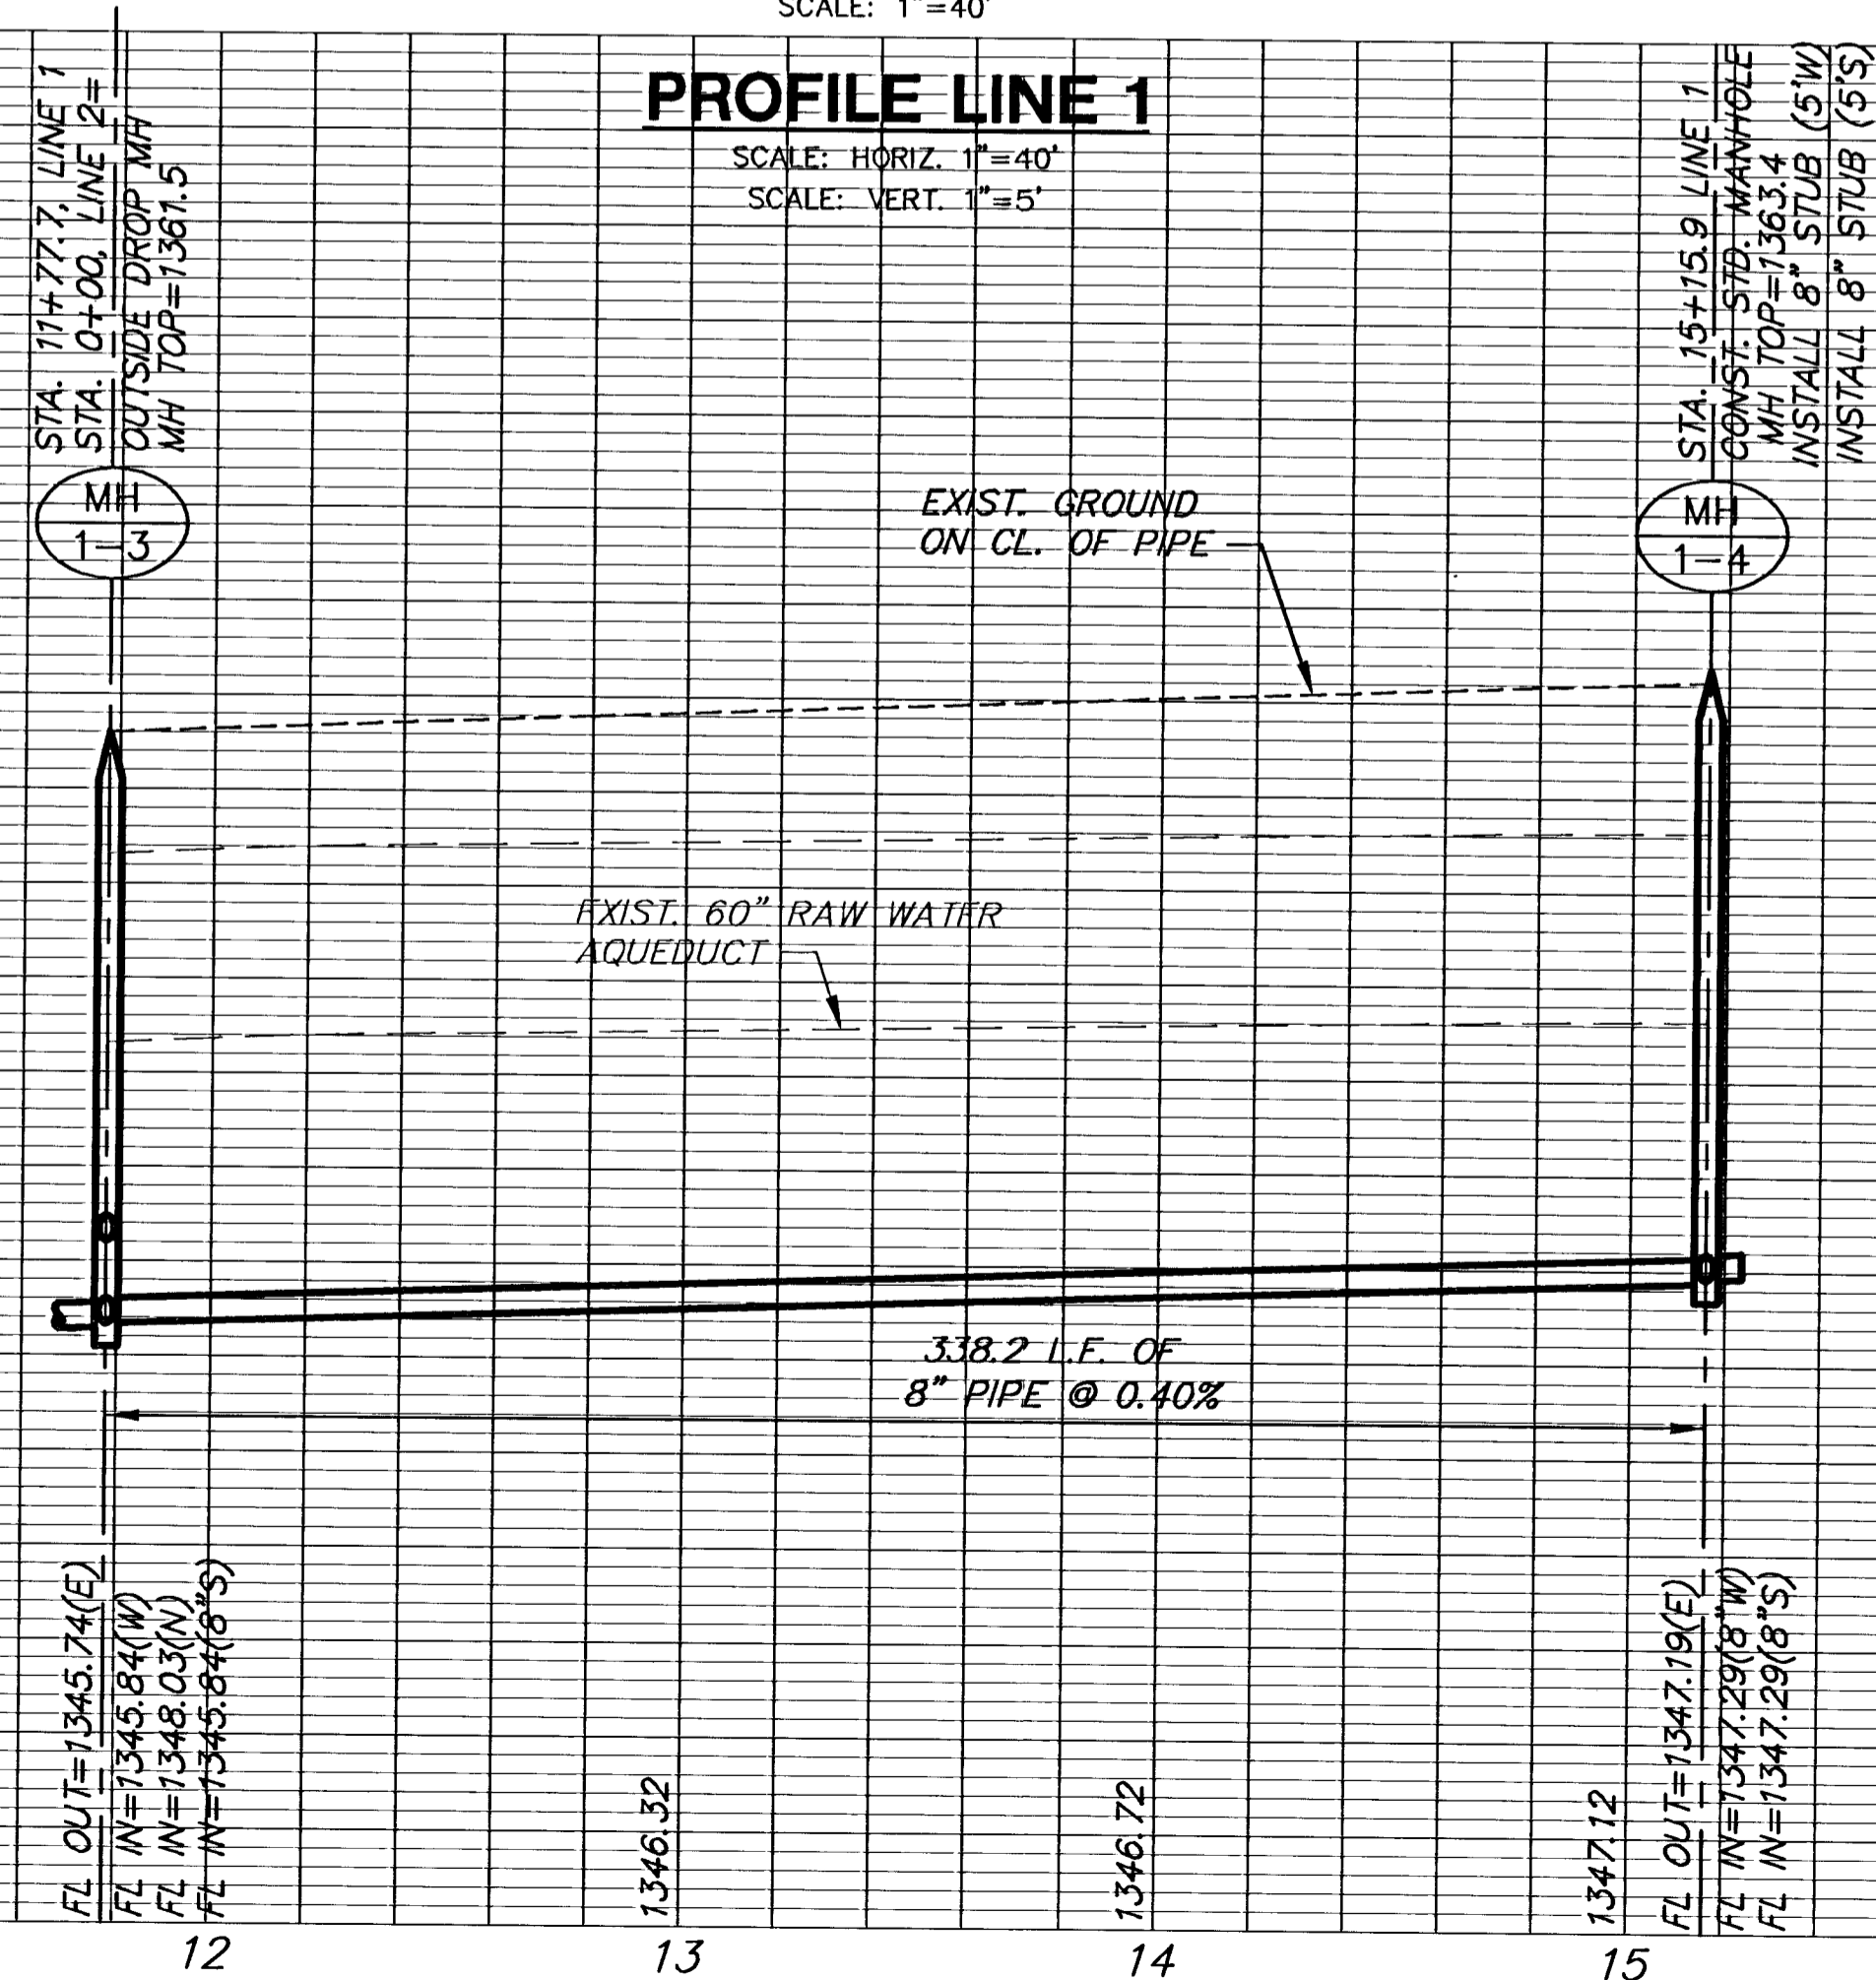 SCALE: 1"=40'
PROFILE LINE 1
SCALE: HORIZ. 1"=40'
SCALE: VERT. 1"=5'
STA. 11+77.7, LINE 1
STA. 0+00, LINE 2=
OUTSIDE DROP MH
MH TOP=1361.5
STA. 15+15.9 LINE 1
CONST. STD. MANHOLE
MH TOP=1363.4
INSTALL 8" STUB (5'W)
INSTALL 8" STUB (5'S)
MH
1-3
EXIST. GROUND
ON CL. OF PIPE
MH
1-4
EXIST. 60" RAW WATER
AQUEDUCT
338.2 L.F. OF
8" PIPE @ 0.40%
FL OUT=1345.74(E)
FL IN=1345.84(W)
FL IN=1348.03(N)
FL IN=1345.84(8"S)
1346.32
1346.72
1347.12
FL OUT=1347.19(E)
FL IN=1347.29(8"W)
FL IN=1347.29(8"S)
12
13
14
15